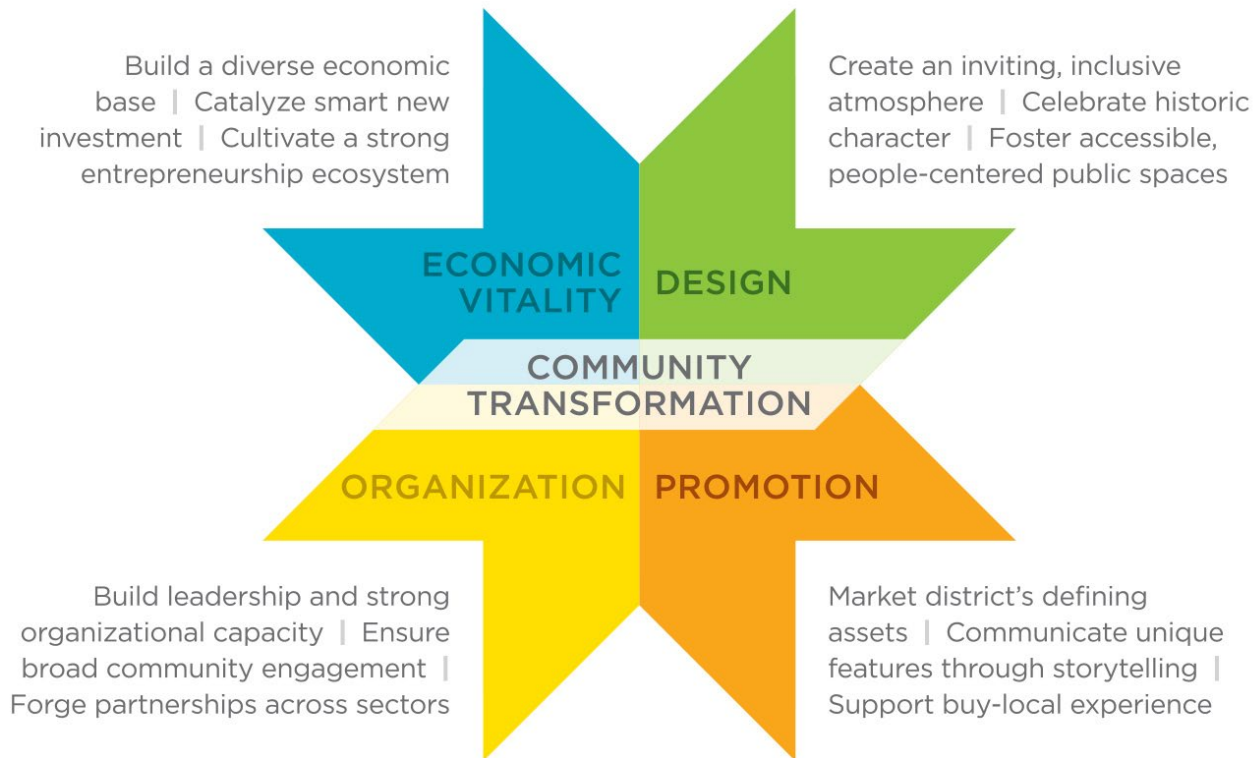 Build a diverse economic
base | Catalyze smart new
investment | Cultivate a strong
entrepreneurship ecosystem
Create an inviting, inclusive
atmosphere | Celebrate historic
character | Foster accessible,
people-centered public spaces
ECONOMIC
VITALITY
DESIGN
COMMUNITY
TRANSFORMATION
ORGANIZATION
PROMOTION
Build leadership and strong
organizational capacity | Ensure
broad community engagement |
Forge partnerships across sectors
Market district's defining
assets | Communicate unique
features through storytelling |
Support buy-local experience